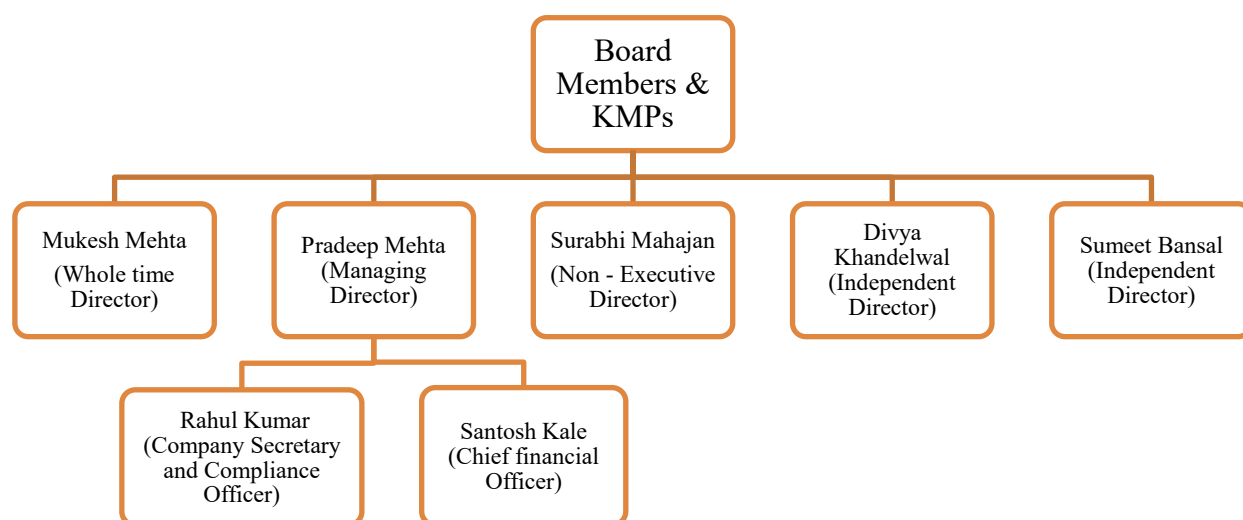 Board
Members &
KMPs
Mukesh Mehta
(Whole time
Director)
Pradeep Mehta
(Managing
Director)
Surabhi Mahajan
(Non - Executive
Director)
Divya
Khandelwal
(Independent
Director)
Sumeet Bansal
(Independent
Director)
Rahul Kumar
(Company Secretary
and Compliance
Officer)
Santosh Kale
(Chief financial
Officer)